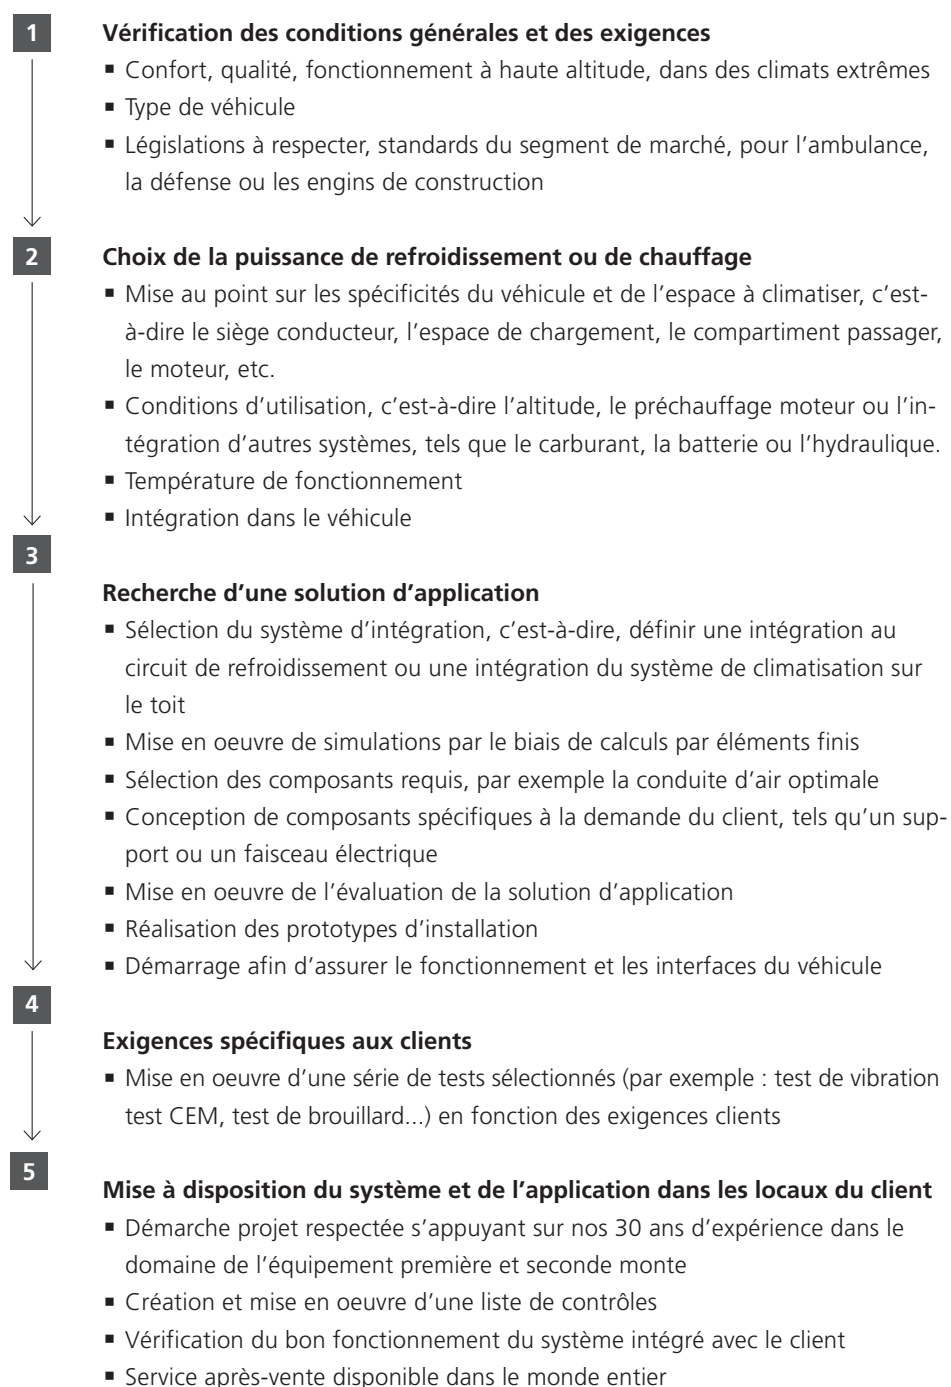 1 Vérification des conditions générales et des exigences
▪ Confort, qualité, fonctionnement à haute altitude, dans des climats extrêmes
▪ Type de véhicule
▪ Législations à respecter, standards du segment de marché, pour l’ambulance,
la défense ou les engins de construction
2 Choix de la puissance de refroidissement ou de chauffage
▪ Mise au point sur les spécificités du véhicule et de l’espace à climatiser, c’est-
à-dire le siège conducteur, l’espace de chargement, le compartiment passager,
le moteur, etc.
▪ Conditions d’utilisation, c’est-à-dire l’altitude, le préchauffage moteur ou l’in-
tégration d’autres systèmes, tels que le carburant, la batterie ou l’hydraulique.
▪ Température de fonctionnement
▪ Intégration dans le véhicule
3
Recherche d’une solution d’application
▪ Sélection du système d’intégration, c’est-à-dire, définir une intégration au
circuit de refroidissement ou une intégration du système de climatisation sur
le toit
▪ Mise en oeuvre de simulations par le biais de calculs par éléments finis
▪ Sélection des composants requis, par exemple la conduite d’air optimale
▪ Conception de composants spécifiques à la demande du client, tels qu’un sup-
port ou un faisceau électrique
▪ Mise en oeuvre de l’évaluation de la solution d’application
▪ Réalisation des prototypes d’installation
▪ Démarrage afin d’assurer le fonctionnement et les interfaces du véhicule
4
Exigences spécifiques aux clients
▪ Mise en oeuvre d’une série de tests sélectionnés (par exemple : test de vibration
test CEM, test de brouillard...) en fonction des exigences clients
5
Mise à disposition du système et de l’application dans les locaux du client
▪ Démarche projet respectée s’appuyant sur nos 30 ans d’expérience dans le
domaine de l’équipement première et seconde monte
▪ Création et mise en oeuvre d’une liste de contrôles
▪ Vérification du bon fonctionnement du système intégré avec le client
▪ Service après-vente disponible dans le monde entier